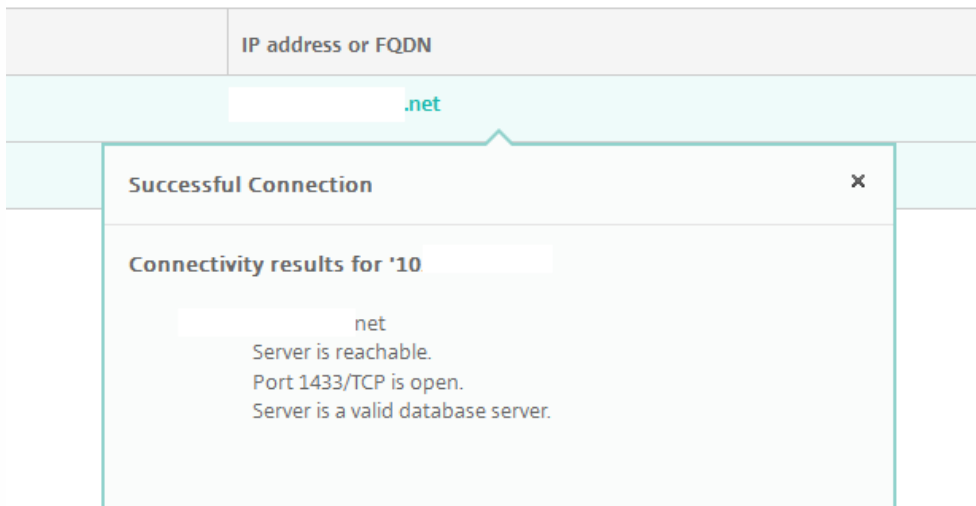 IP address or FQDN
.net
Successful Connection
×
Connectivity results for '10
net
Server is reachable.
Port 1433/TCP is open.
Server is a valid database server.